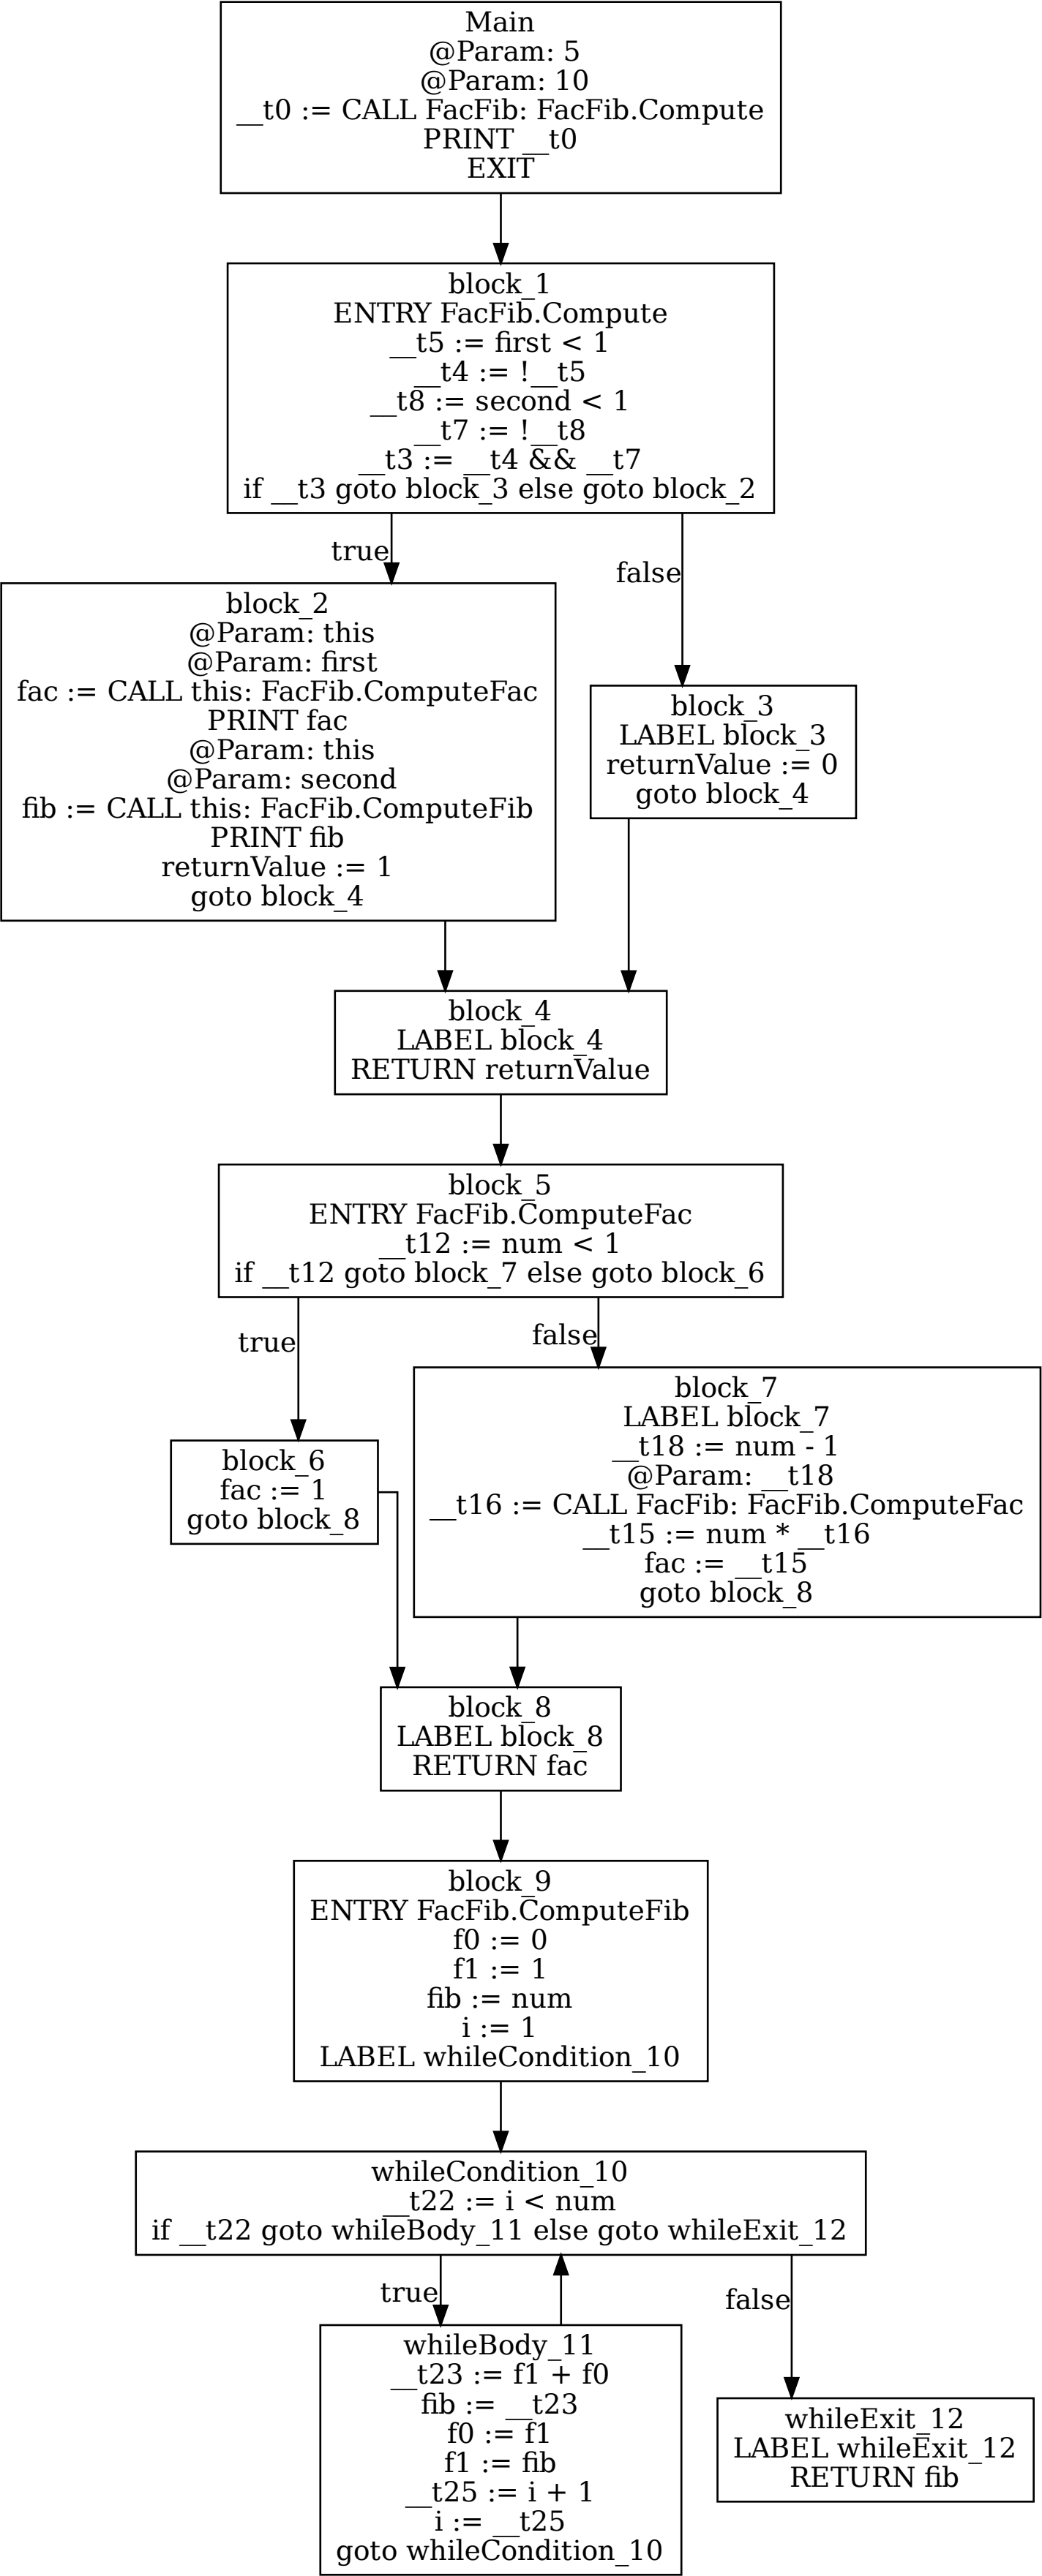 Main
@Param: 5
@Param: 10
__t0 := CALL FacFib: FacFib.Compute
PRINT __t0
EXIT
block_1
ENTRY FacFib.Compute
__t5 := first < 1
__t4 := !__t5
__t8 := second < 1
__t7 := !__t8
__t3 := __t4 && __t7
if __t3 goto block_3 else goto block_2
true
false
block_2
@Param: this
@Param: first
fac := CALL this: FacFib.ComputeFac
PRINT fac
@Param: this
@Param: second
fib := CALL this: FacFib.ComputeFib
PRINT fib
returnValue := 1
goto block_4
block_3
LABEL block_3
returnValue := 0
goto block_4
block_4
LABEL block_4
RETURN returnValue
block_5
ENTRY FacFib.ComputeFac
__t12 := num < 1
if __t12 goto block_7 else goto block_6
true
false
block_6
fac := 1
goto block_8
block_7
LABEL block_7
__t18 := num - 1
@Param: __t18
__t16 := CALL FacFib: FacFib.ComputeFac
__t15 := num * __t16
fac := __t15
goto block_8
block_8
LABEL block_8
RETURN fac
block_9
ENTRY FacFib.ComputeFib
f0 := 0
f1 := 1
fib := num
i := 1
LABEL whileCondition_10
whileCondition_10
__t22 := i < num
if __t22 goto whileBody_11 else goto whileExit_12
true
false
whileBody_11
__t23 := f1 + f0
fib := __t23
f0 := f1
f1 := fib
__t25 := i + 1
i := __t25
goto whileCondition_10
whileExit_12
LABEL whileExit_12
RETURN fib